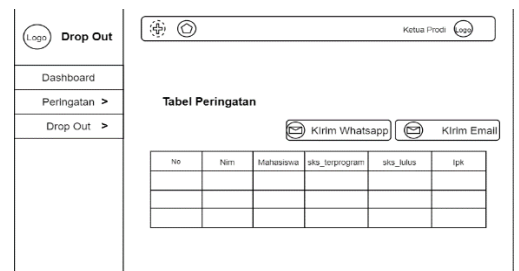 Logo Drop Out
Ketua Prodi Logo
Dashboard
Peringatan >
Drop Out >
Tabel Peringatan
Kirim Whatsapp
Kirim Email
No Nim Mahasiswa sks_terprogram sks_lulus Ipk